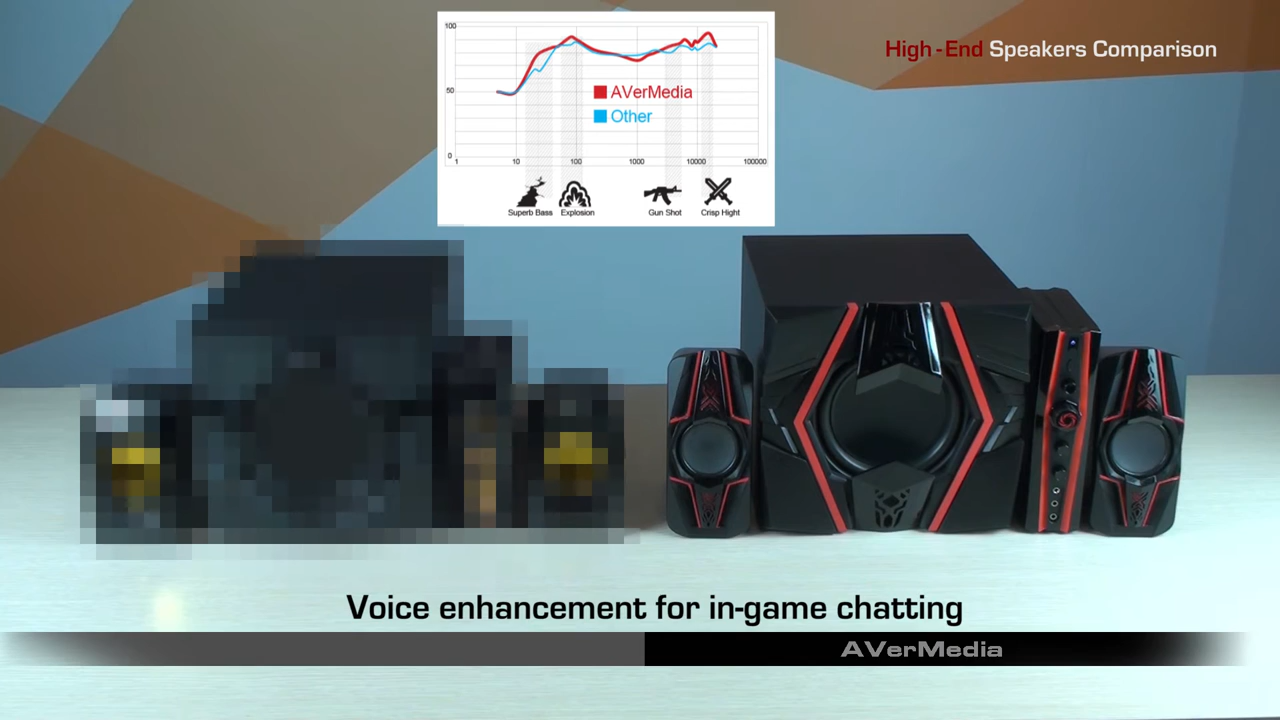 High-End Speakers Comparison
100
50
0
AVerMedia
Other
1 10 100 1000 10000 100000
Superb Bass Explosion Gun Shot Crisp Hight
Voice enhancement for in-game chatting
AVerMedia